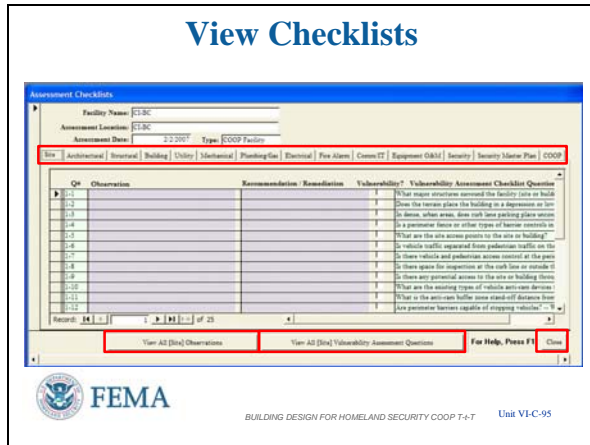 View Checklists
Assessment Checklists
Facility Name: CI-BC
Assessment Location: CI-BC
Assessment Date: 2/2/2007 Type: COOP Facility
Site Architectural Structural Building Utility Mechanical Plumbing/Gas Electrical Fire Alarm Comm/IT Equipment O&M Security Security Master Plan COOP
Q# Observation Recommendation / Remediation Vulnerability? Vulnerability Assessment Checklist Question
1-1 What major structures surround the facility (site or build
1-2 Does the terrain place the building in a depression or low
1-3 In dense, urban areas, does curb lane parking place uncon
1-4 Is a perimeter fence or other types of barrier controls in
1-5 What are the site access points to the site or building?
1-6 Is vehicle traffic separated from pedestrian traffic on the
1-7 Is there vehicle and pedestrian access control at the peri
1-8 Is there space for inspection at the curb line or outside th
1-9 Is there any potential access to the site or building throu
1-10 What are the existing types of vehicle anti-ram devices
1-11 What is the anti-ram buffer zone stand-off distance from
1-12 Are perimeter barriers capable of stopping vehicles? -- W
Record: 1 of 25
View All [Site] Observations View All [Site] Vulnerability Assessment Questions For Help, Press F1 Close
FEMA
BUILDING DESIGN FOR HOMELAND SECURITY COOP T-t-T Unit VI-C-95